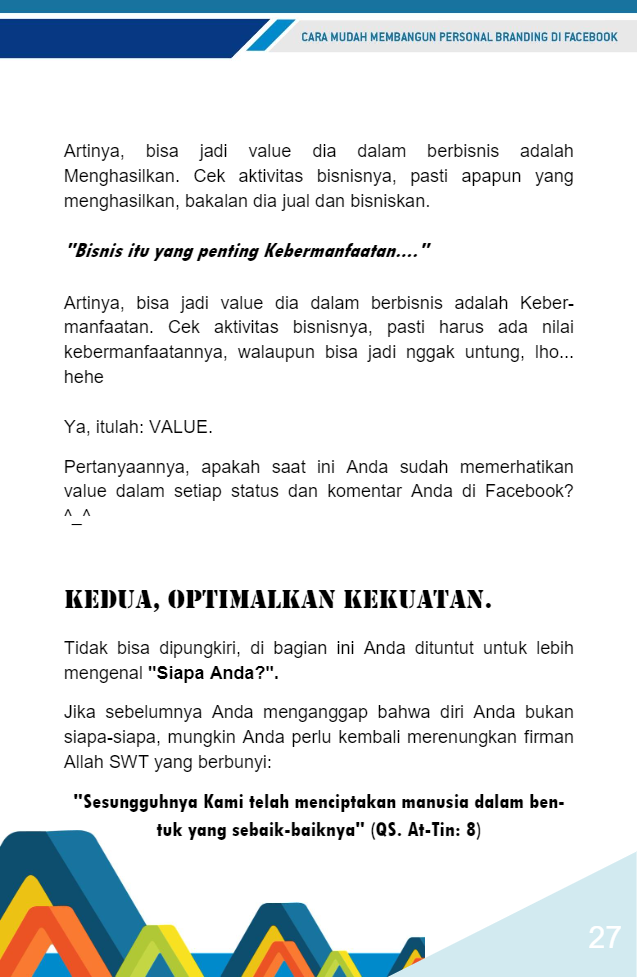 CARA MUDAH MEMBANGUN PERSONAL BRANDING DI FACEBOOK
Artinya, bisa jadi value dia dalam berbisnis adalah
Menghasilkan. Cek aktivitas bisnisnya, pasti apapun yang
menghasilkan, bakalan dia jual dan bisniskan.
"Bisnis itu yang penting Kebermanfaatan...."
Artinya, bisa jadi value dia dalam berbisnis adalah Keber-
manfaatan. Cek aktivitas bisnisnya, pasti harus ada nilai
kebermanfaatannya, walaupun bisa jadi nggak untung, lho...
hehe
Ya, itulah: VALUE.
Pertanyaannya, apakah saat ini Anda sudah memerhatikan
value dalam setiap status dan komentar Anda di Facebook?
^_^
KEDUA, OPTIMALKAN KEKUATAN.
Tidak bisa dipungkiri, di bagian ini Anda dituntut untuk lebih
mengenal "Siapa Anda?".
Jika sebelumnya Anda menganggap bahwa diri Anda bukan
siapa-siapa, mungkin Anda perlu kembali merenungkan firman
Allah SWT yang berbunyi:
"Sesungguhnya Kami telah menciptakan manusia dalam ben-
tuk yang sebaik-baiknya" (QS. At-Tin: 8)
27